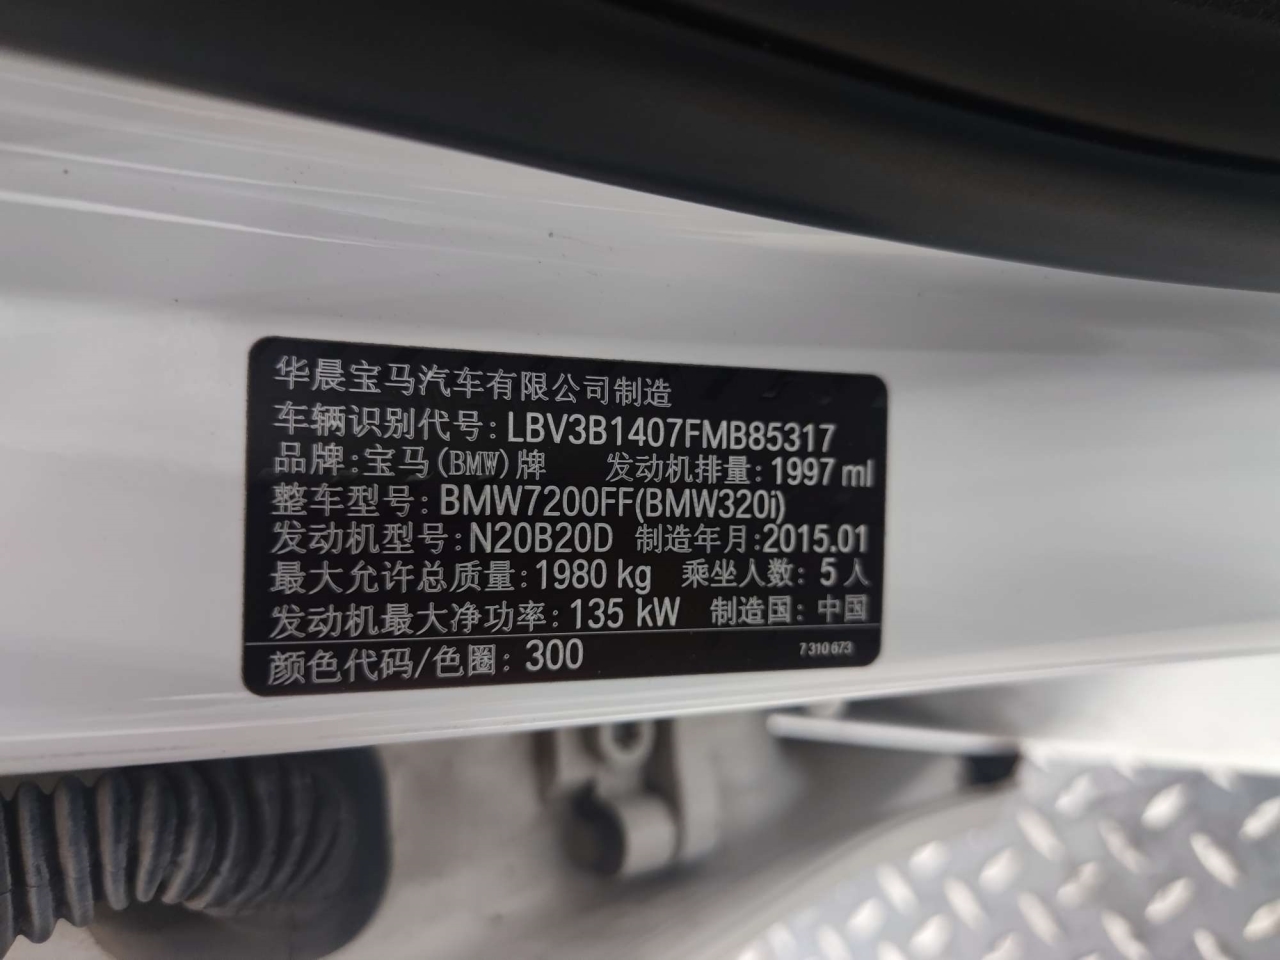 华晨宝马汽车有限公司制造
车辆识别代号: LBV3B1407FMB85317
品牌:宝马(BMW)牌 发动机排量: 1997 ml
整车型号: BMW7200FF(BMW320i)
发动机型号: N20B20D 制造年月:2015.01
最大允许总质量: 1980 kg 乘坐人数: 5 人
发动机最大净功率: 135 kW 制造国: 中国
颜色代码/色圈: 300 7 310 673